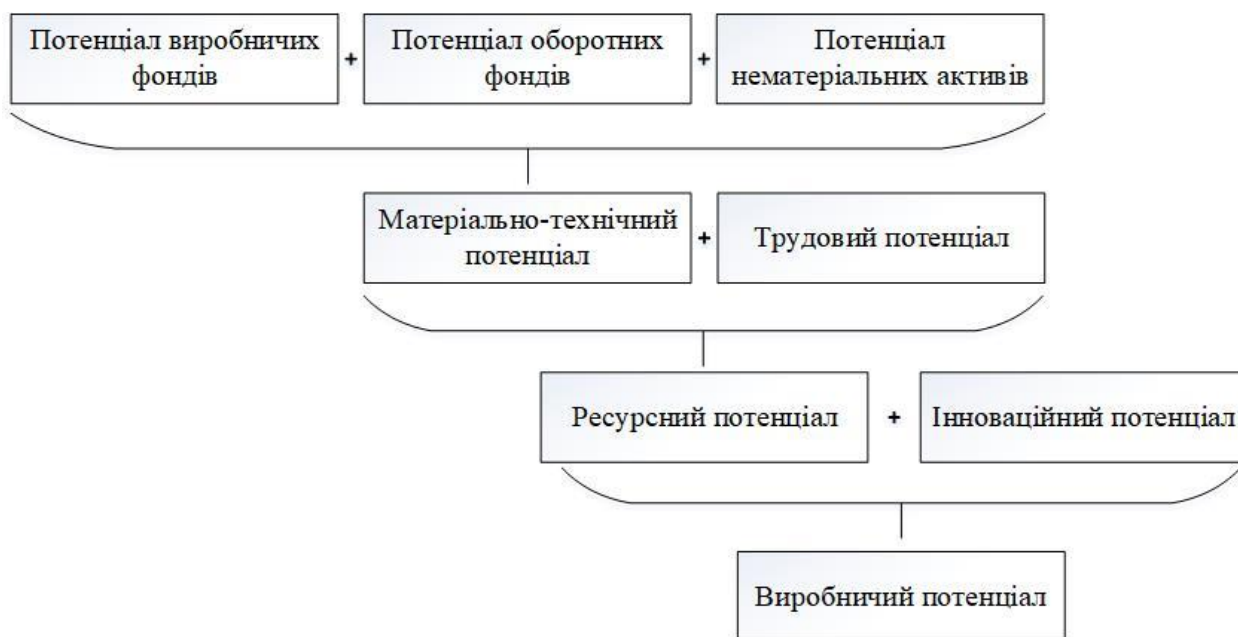 Потенціал виробничих
фондів
+
Потенціал оборотних
фондів
+
Потенціал
нематеріальних активів
Матеріально-технічний
потенціал
+
Трудовий потенціал
Ресурсний потенціал
+
Інноваційний потенціал
Виробничий потенціал